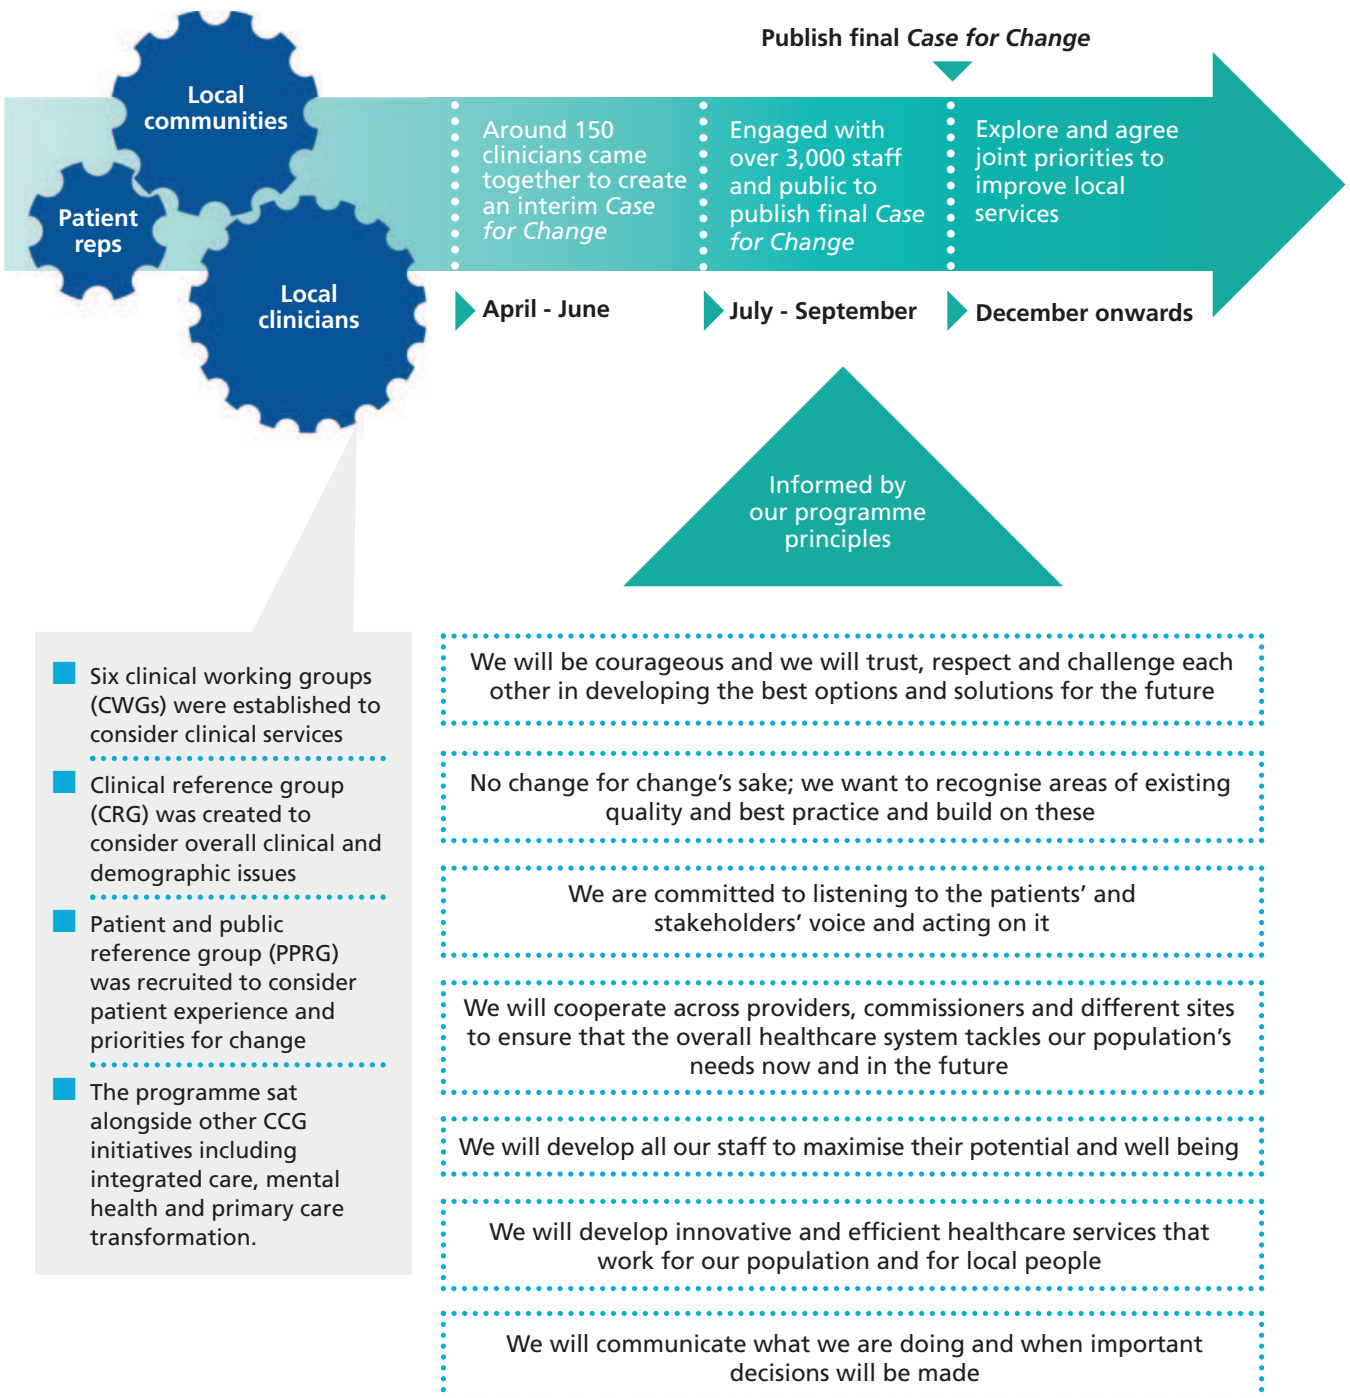 Publish final Case for Change
Local
communities
Patient
reps
Local
clinicians
Around 150
clinicians came
together to create
an interim Case
for Change
Engaged with
over 3,000 staff
and public to
publish final Case
for Change
Explore and agree
joint priorities to
improve local
services
April - June
July - September
December onwards
Informed by
our programme
principles
Six clinical working groups
(CWGs) were established to
consider clinical services
Clinical reference group
(CRG) was created to
consider overall clinical and
demographic issues
Patient and public
reference group (PPRG)
was recruited to consider
patient experience and
priorities for change
The programme sat
alongside other CCG
initiatives including
integrated care, mental
health and primary care
transformation.
We will be courageous and we will trust, respect and challenge each
other in developing the best options and solutions for the future
No change for change’s sake; we want to recognise areas of existing
quality and best practice and build on these
We are committed to listening to the patients’ and
stakeholders’ voice and acting on it
We will cooperate across providers, commissioners and different sites
to ensure that the overall healthcare system tackles our population’s
needs now and in the future
We will develop all our staff to maximise their potential and well being
We will develop innovative and efficient healthcare services that
work for our population and for local people
We will communicate what we are doing and when important
decisions will be made